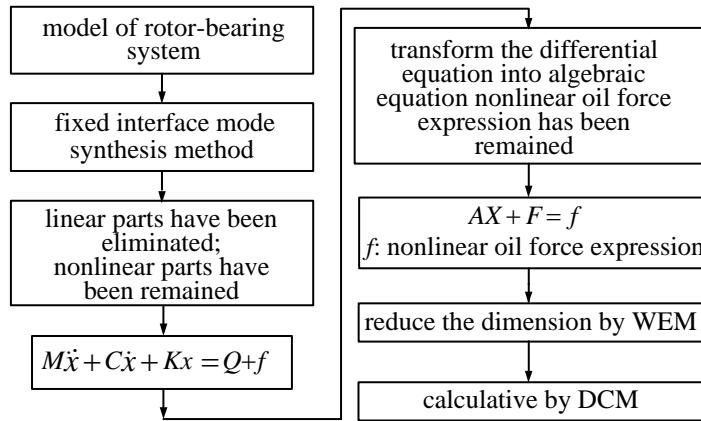 model of rotor-bearing
system
fixed interface mode
synthesis method
linear parts have been
eliminated;
nonlinear parts have
been remained
Mẋ̇ + Cẋ + Kx = Q+f
transform the differential
equation into algebraic
equation nonlinear oil force
expression has been
remained
AX + F = f
f: nonlinear oil force expression
reduce the dimension by WEM
calculative by DCM